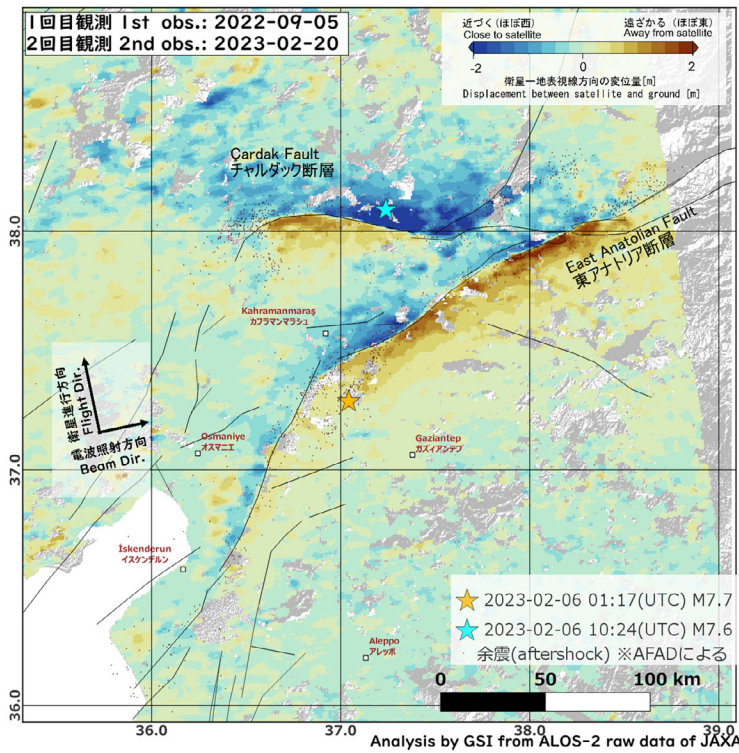 1回目観測 1st obs.: 2022-09-05
2回目観測 2nd obs.: 2023-02-20
近づく（ほぼ西）
Close to satellite
遠ざかる（ほぼ東）
Away from satellite
-2 0 2
衛星－地表視線方向の変位量[m]
Displacement between satellite and ground [m]
Çardak Fault
チャルダック断層
38.0
East Anatolian Fault
東アナトリア断層
Kahramanmaraş
カフラマンマラシュ
衛星進行方向
Flight Dir.
電波照射方向
Beam Dir.
Osmaniye
オスマニエ
Gaziantep
ガズィアンテプ
37.0
İskenderun
イスケンデルン
Aleppo
アレッポ
2023-02-06 01:17(UTC) M7.7
2023-02-06 10:24(UTC) M7.6
余震(aftershock) ※AFADによる
0 50 100 km
36.0
36.0 37.0 38.0 39.0
Analysis by GSI from ALOS-2 raw data of JAXA